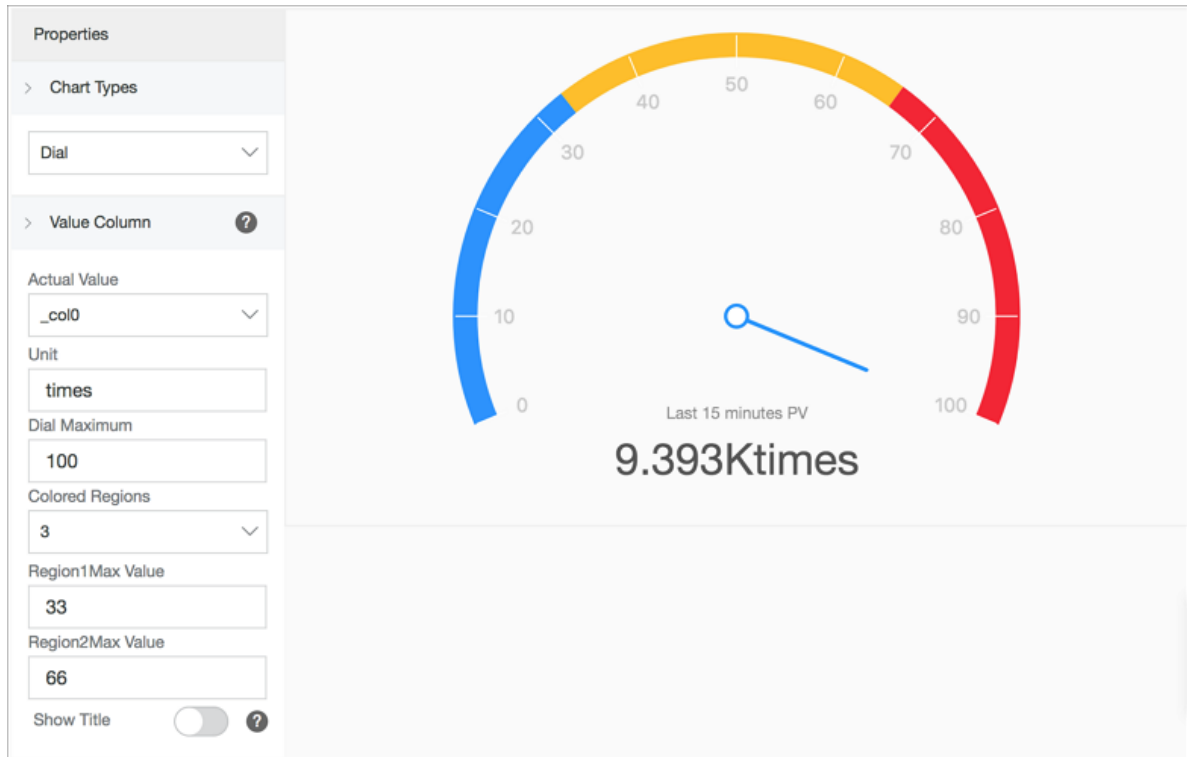 Properties
Chart Types
Dial
Value Column ?
Actual Value
_col0
Unit
times
Dial Maximum
100
Colored Regions
3
Region1Max Value
33
Region2Max Value
66
Show Title ?
50
40 60
30 70
20 80
10 90
0 100
Last 15 minutes PV
9.393Ktimes